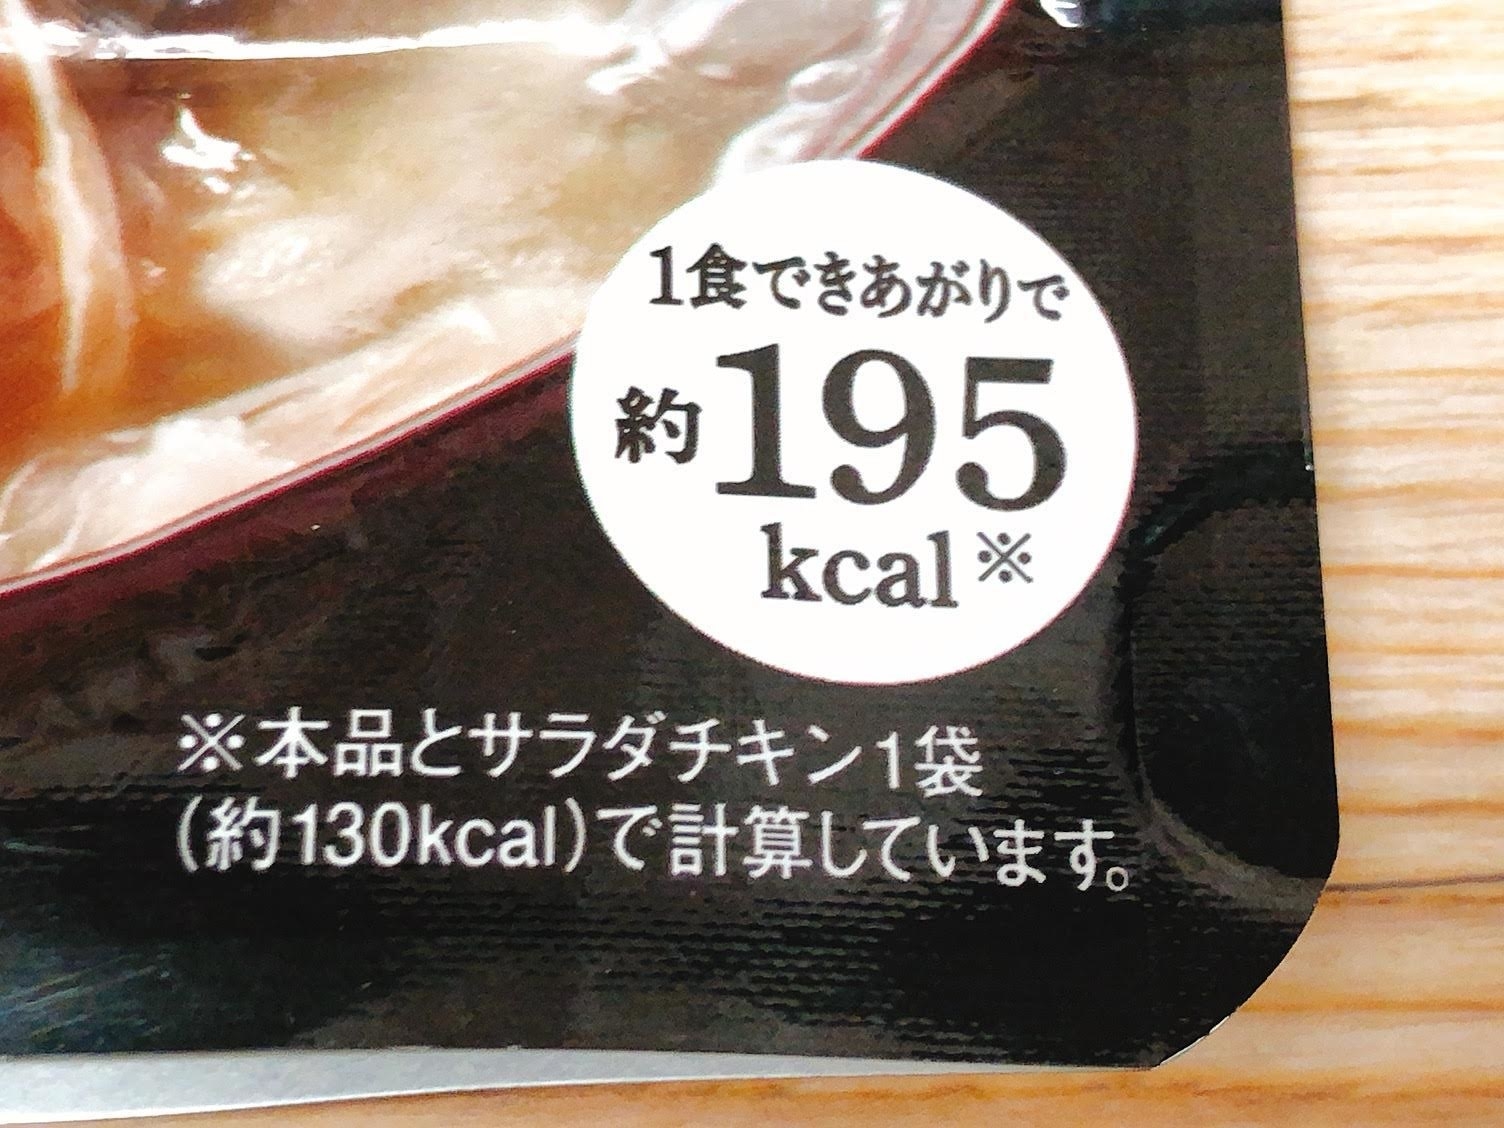 1食できあがりで
約195
kcal※
※本品とサラダチキン1袋
(約130kcal)で計算しています。